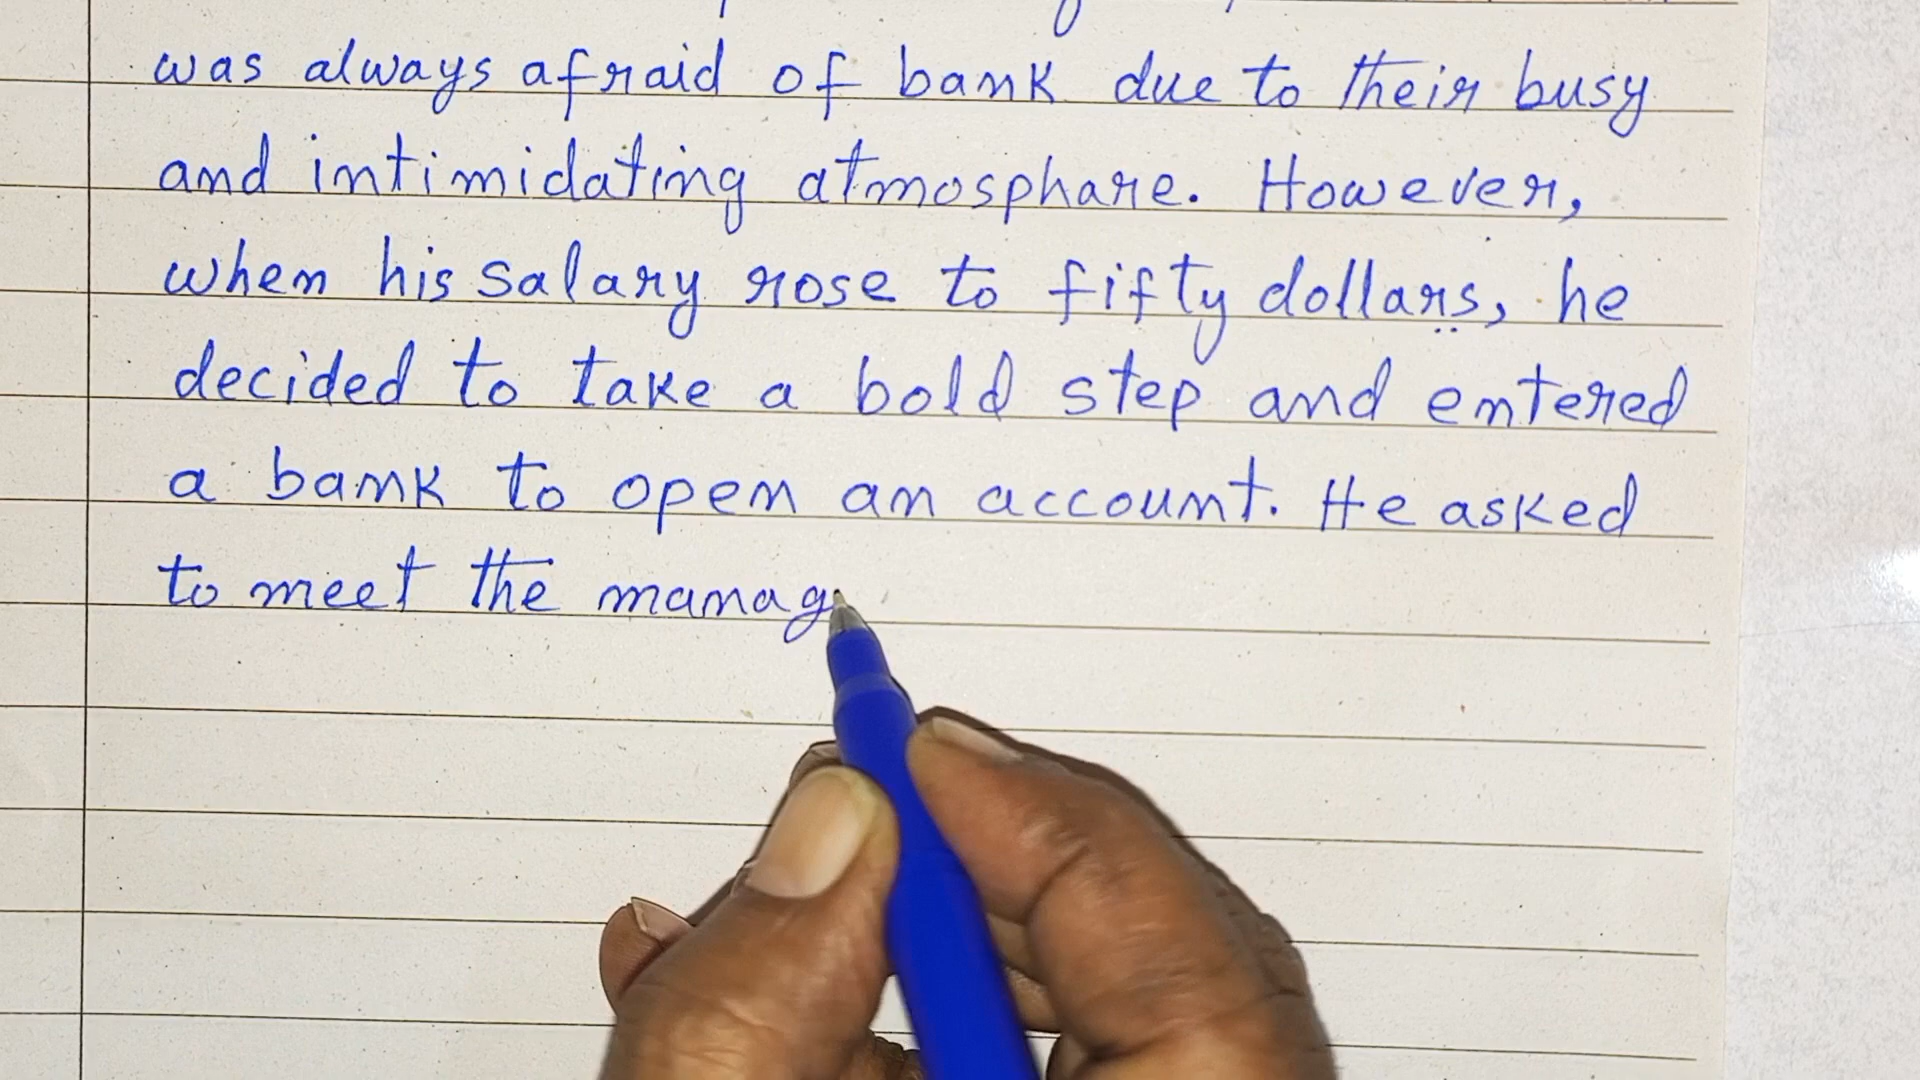 was always afraid of bank due to their busy
and intimidating atmosphare. However,
when his salary rose to fifty dollars, he
decided to take a bold step and entered
a bank to open an account. He asked
to meet the manag